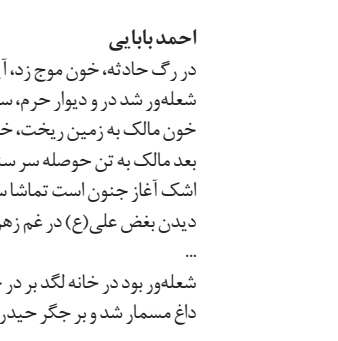 احمد بابایی
در رگ حادثه، خون موج زد،
شعله‌ور شد در و دیوار حرم،
خون مالک به زمین ریخت،
بعد مالک به تن حوصله سر
اشک آغاز جنون است تماشا
دیدن بغض علی(ع) در غم
...
شعله‌ور بود در خانه لگد بر در
داغ مسمار شد و بر جگر حیدر